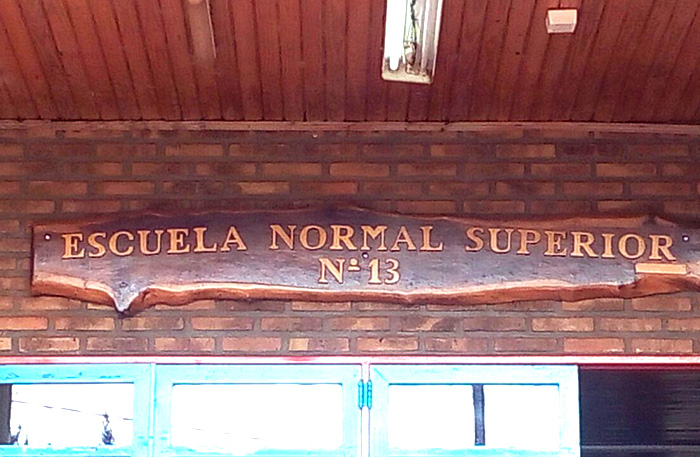 ESCUELA NORMAL SUPERIOR
Nº 13